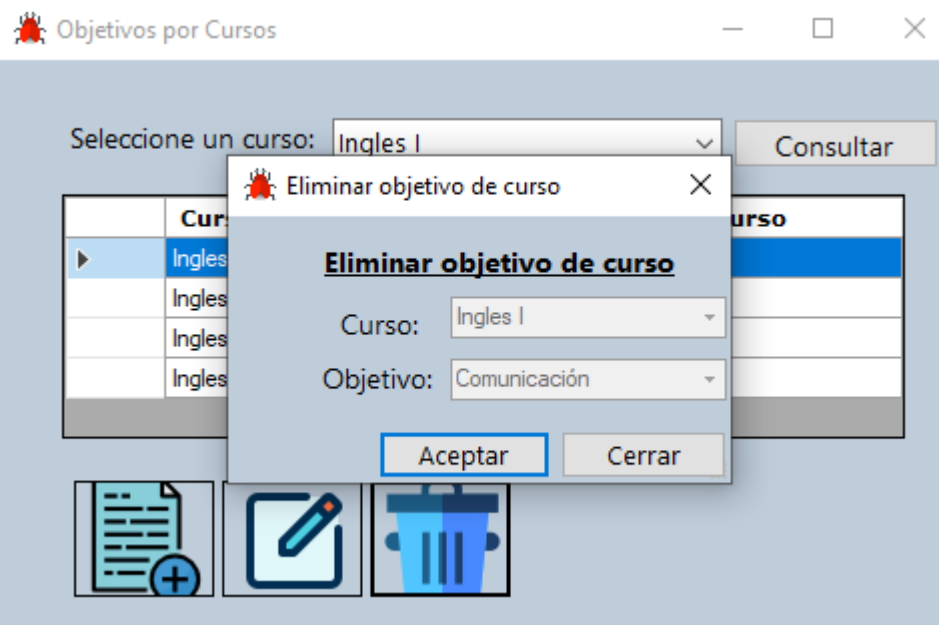 Objetivos por Cursos
Seleccione un curso: Ingles I Consultar
Eliminar objetivo de curso
urso
Eliminar objetivo de curso
Ingles
Ingles
Ingles
Ingles
Curso: Ingles I
Objetivo: Comunicación
Aceptar Cerrar